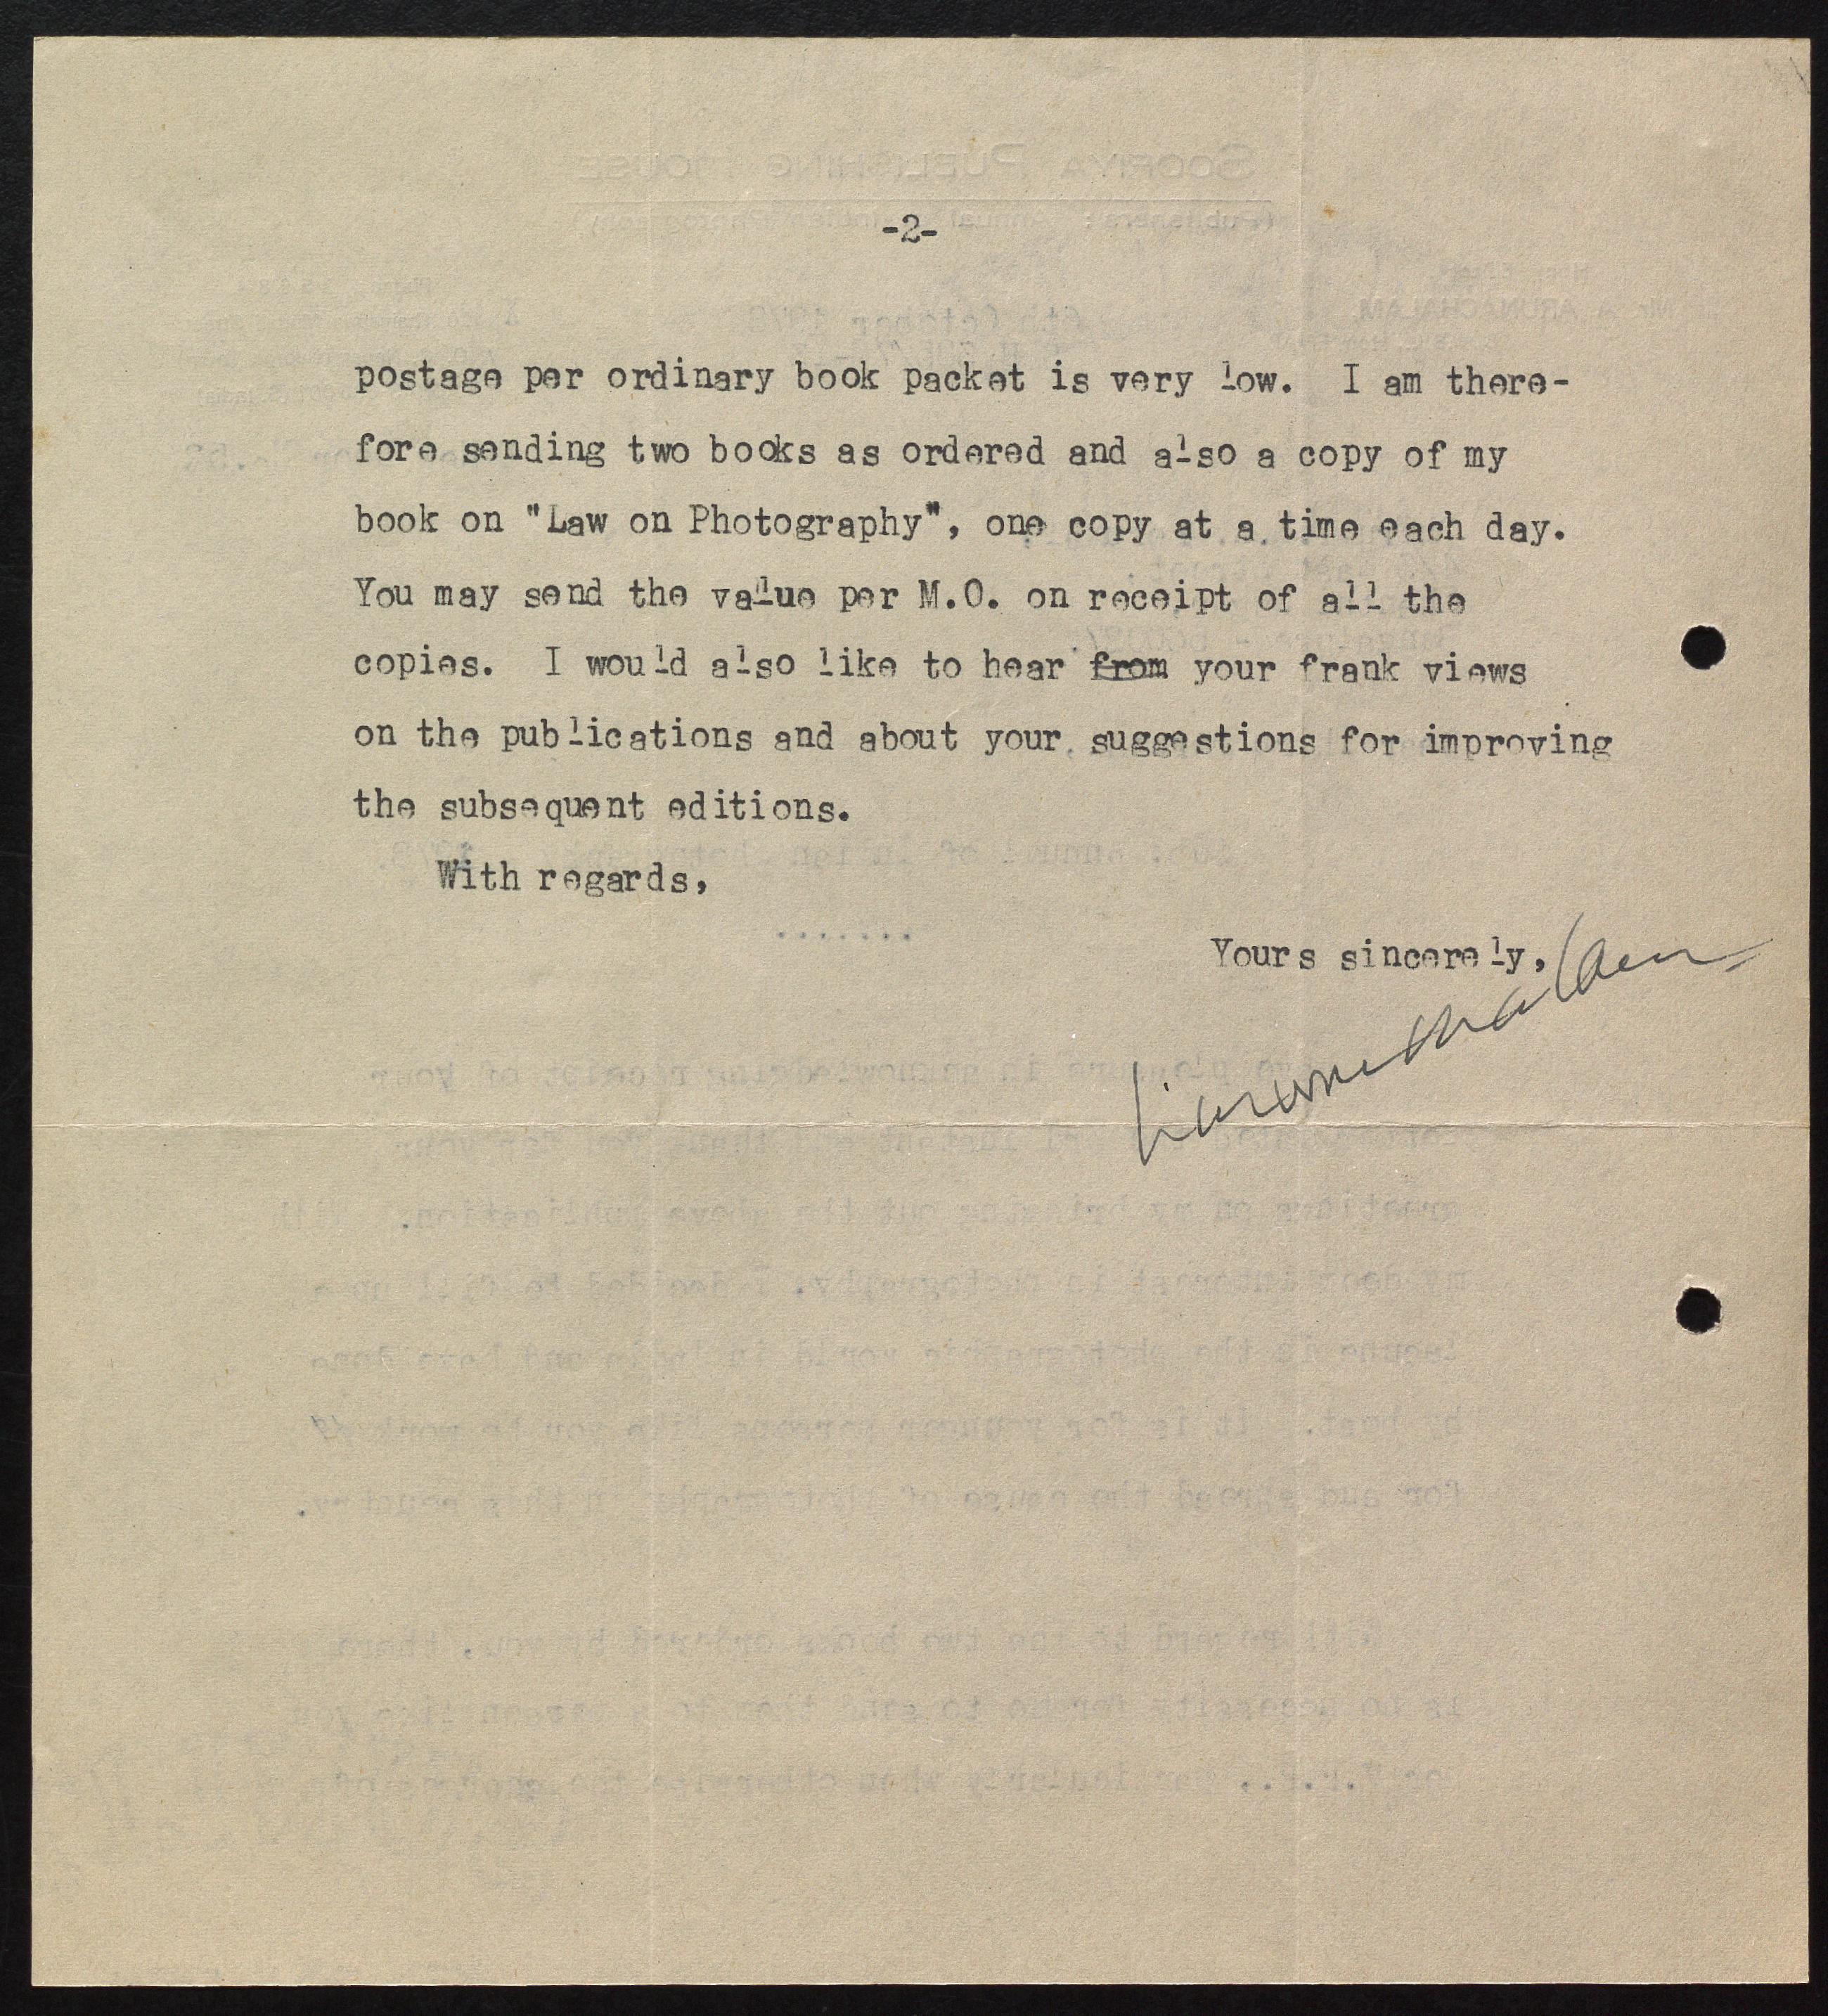 -2-
postage per ordinary book packet is very low. I am there-
fore sending two books as ordered and also a copy of my
book on "Law on Photography", one copy at a time each day.
You may send the value per M.O. on receipt of all the
copies. I would also like to hear from your frank views
on the publications and about your suggestions for improving
the subsequent editions.
With regards,
.......
Yours sincerely,